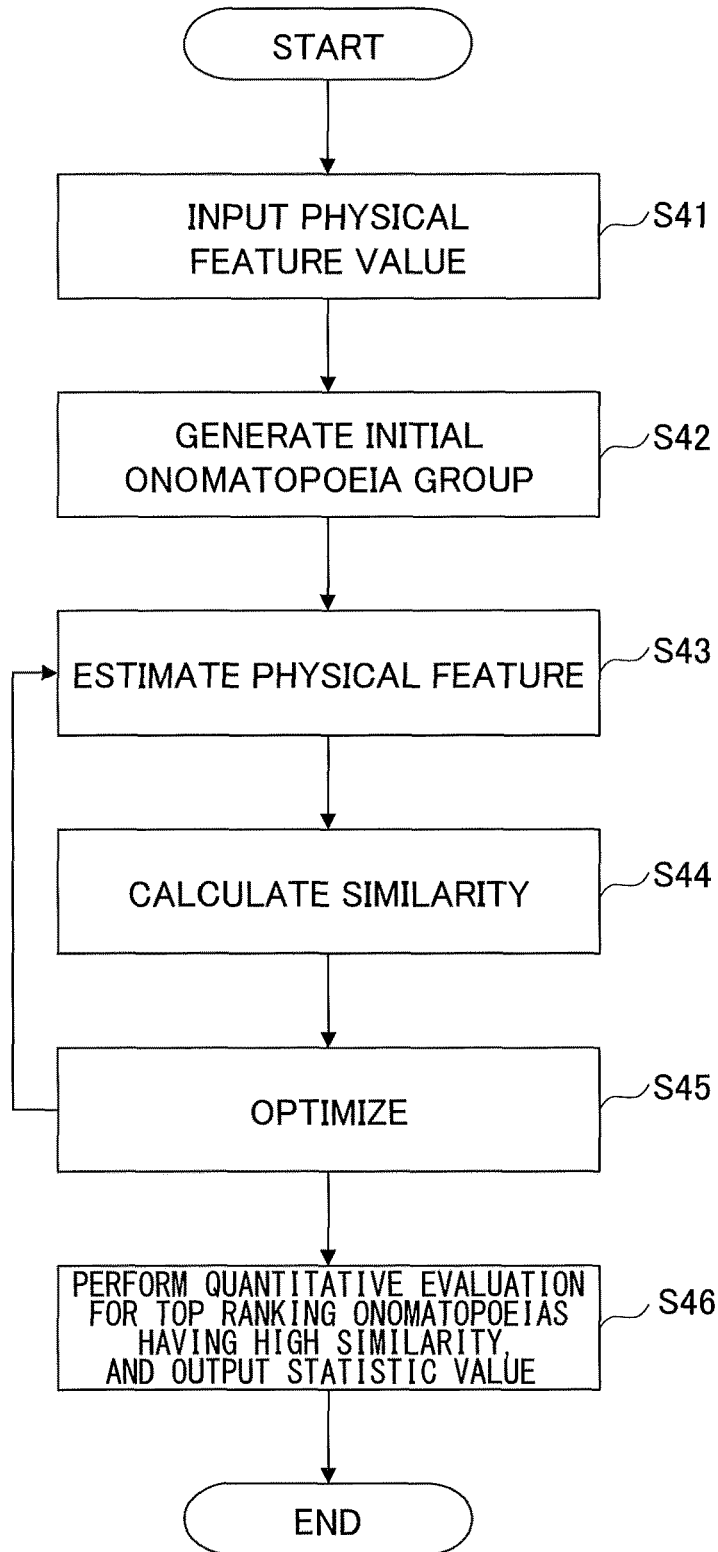 START
INPUT PHYSICAL
FEATURE VALUE
S41
GENERATE INITIAL
ONOMATOPOEIA GROUP
S42
ESTIMATE PHYSICAL FEATURE
S43
CALCULATE SIMILARITY
S44
OPTIMIZE
S45
PERFORM QUANTITATIVE EVALUATION
FOR TOP RANKING ONOMATOPOEIAS
HAVING HIGH SIMILARITY,
AND OUTPUT STATISTIC VALUE
S46
END